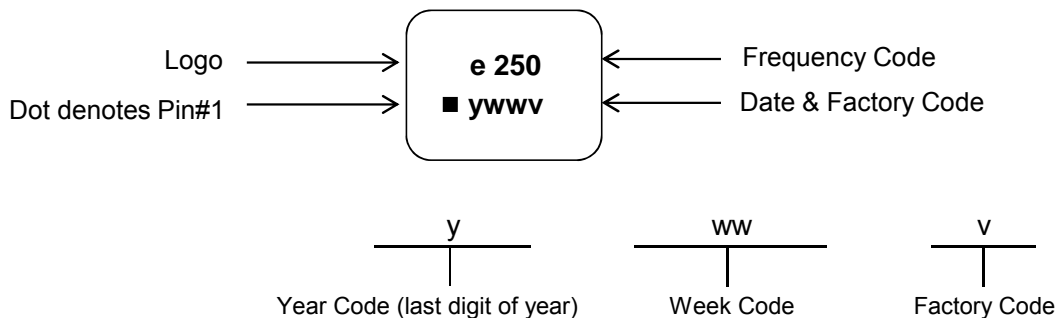 Logo
e 250
Frequency Code
Dot denotes Pin#1
■ ywwv
Date & Factory Code
y
ww
v
Year Code (last digit of year)
Week Code
Factory Code